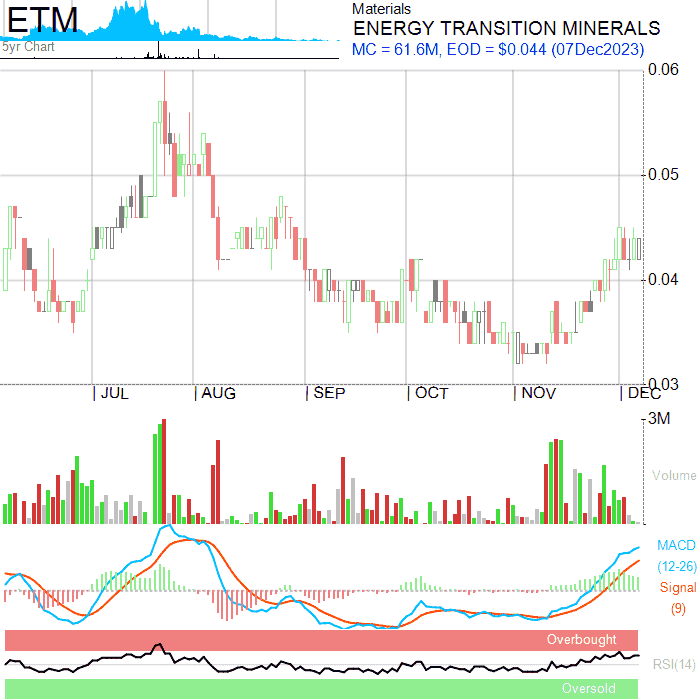 ETM
5yr Chart
Materials
ENERGY TRANSITION MINERALS
MC = 61.6M, EOD = $0.044 (07Dec2023)
0.06
0.05
0.04
0.03
JUL AUG SEP OCT NOV DEC
3M
Volume
MACD
(12-26)
Signal
(9)
Overbought
RSI(14)
Oversold